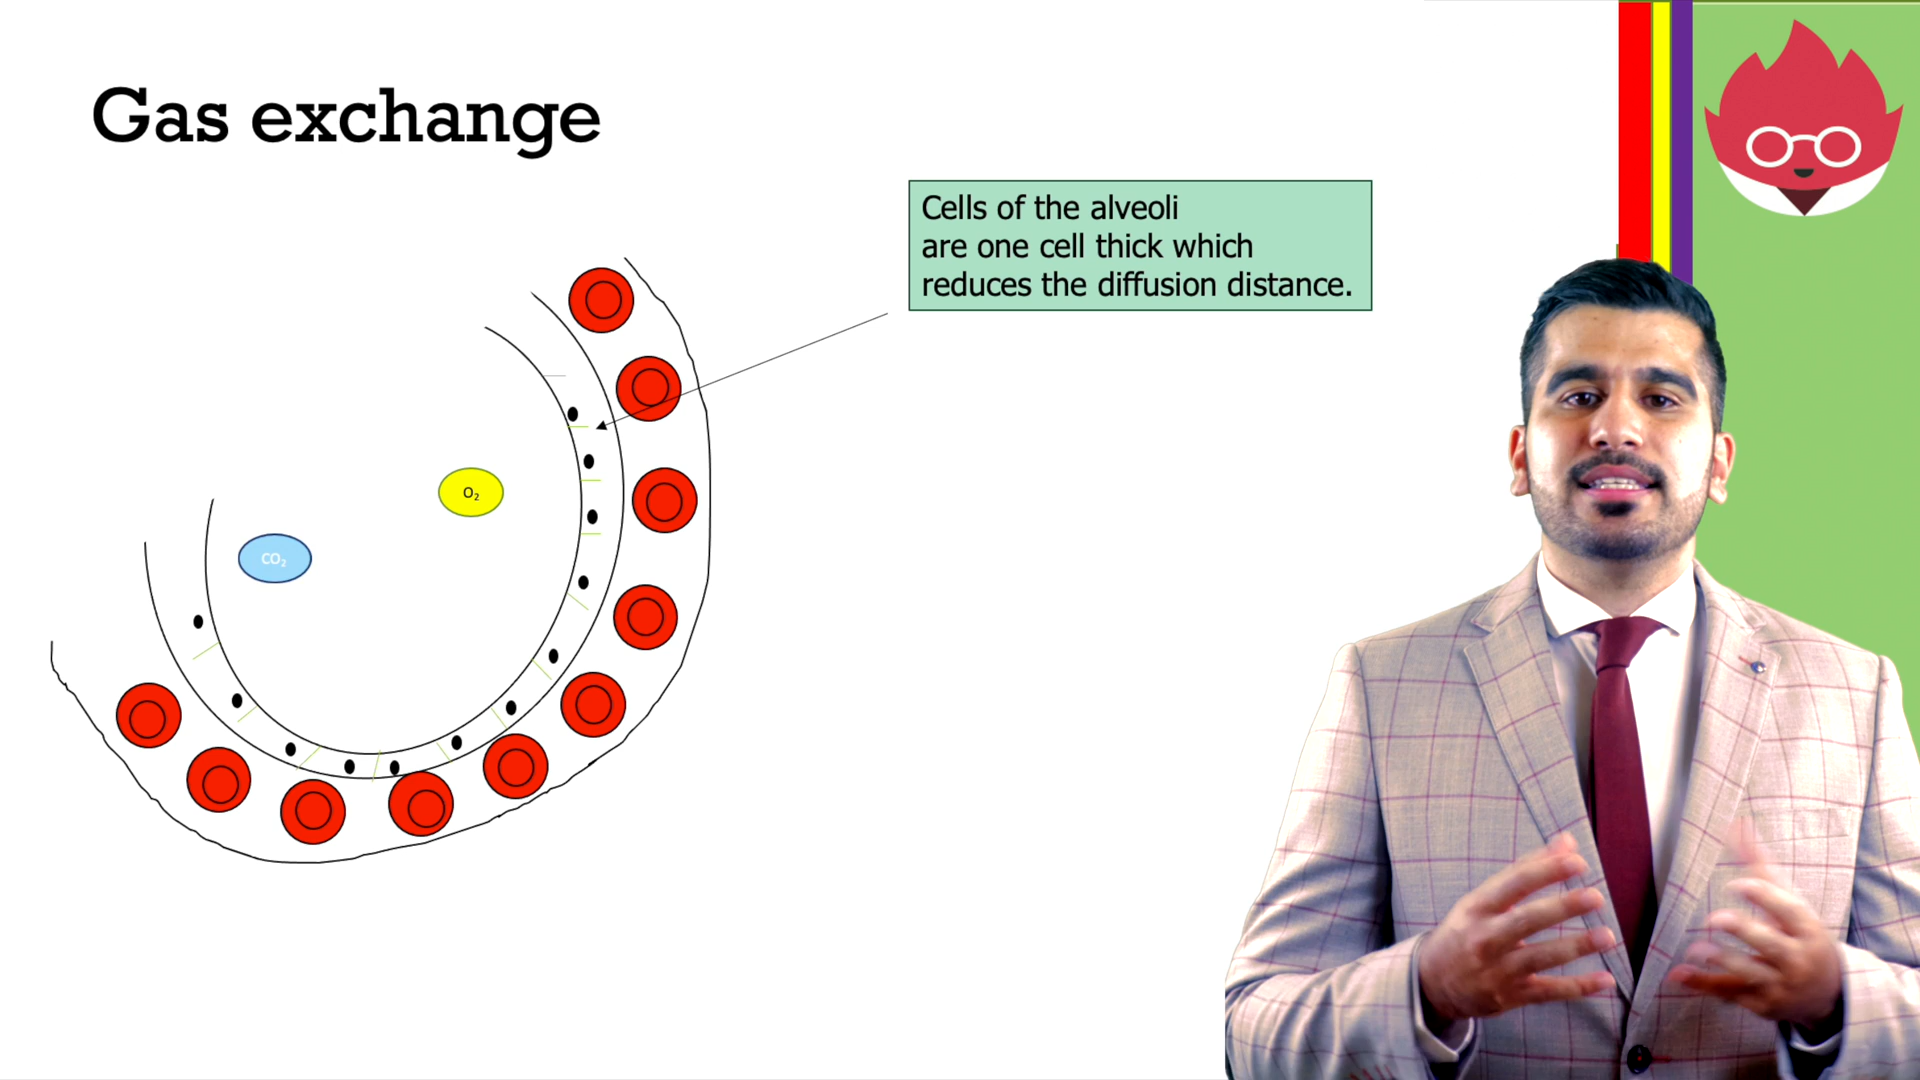 Gas exchange
Cells of the alveoli
are one cell thick which
reduces the diffusion distance.
O₂
CO₂